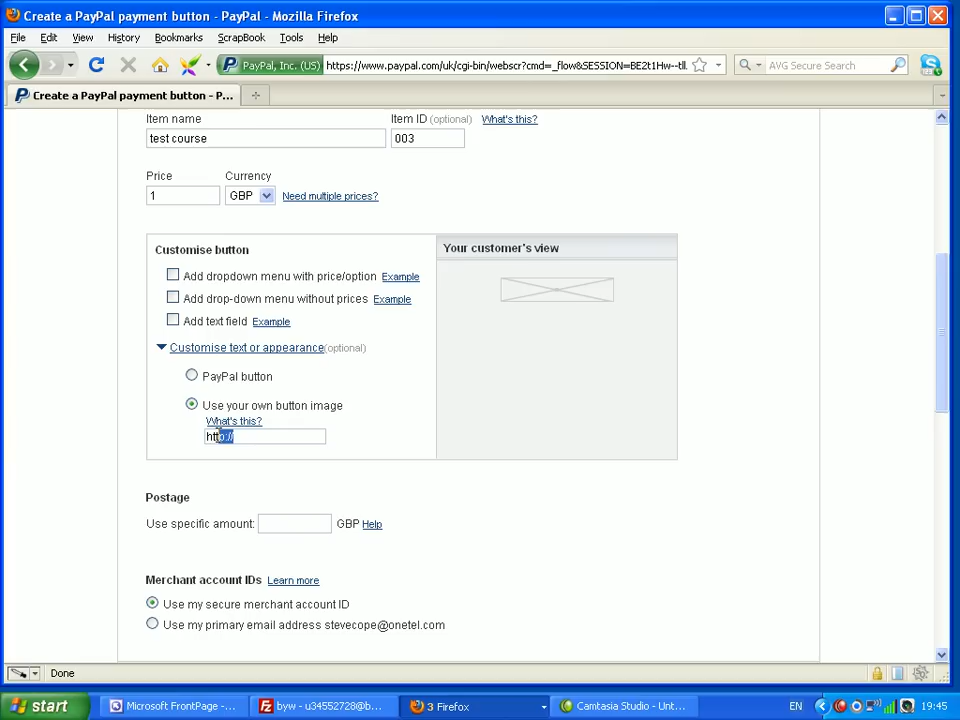 Create a PayPal payment button - PayPal - Mozilla Firefox
File Edit View History Bookmarks ScrapBook Tools Help
PayPal, Inc. (US) https://www.paypal.com/uk/cgi-bin/webscr?cmd=_flow&SESSION=BE2t1Hw--tll. AVG Secure Search
Create a PayPal payment button - P...
Item name Item ID (optional) What's this?
test course 003
Price Currency
1 GBP Need multiple prices?
Customise button Your customer's view
Add dropdown menu with price/option Example
Add drop-down menu without prices Example
Add text field Example
Customise text or appearance(optional)
PayPal button
Use your own button image
What's this?
http://
Postage
Use specific amount: GBP Help
Merchant account IDs Learn more
Use my secure merchant account ID
Use my primary email address stevecope@onetel.com
Done
start Microsoft FrontPage -... byw - u34552728@b... 3 Firefox Camtasia Studio - Unt... EN 19:45